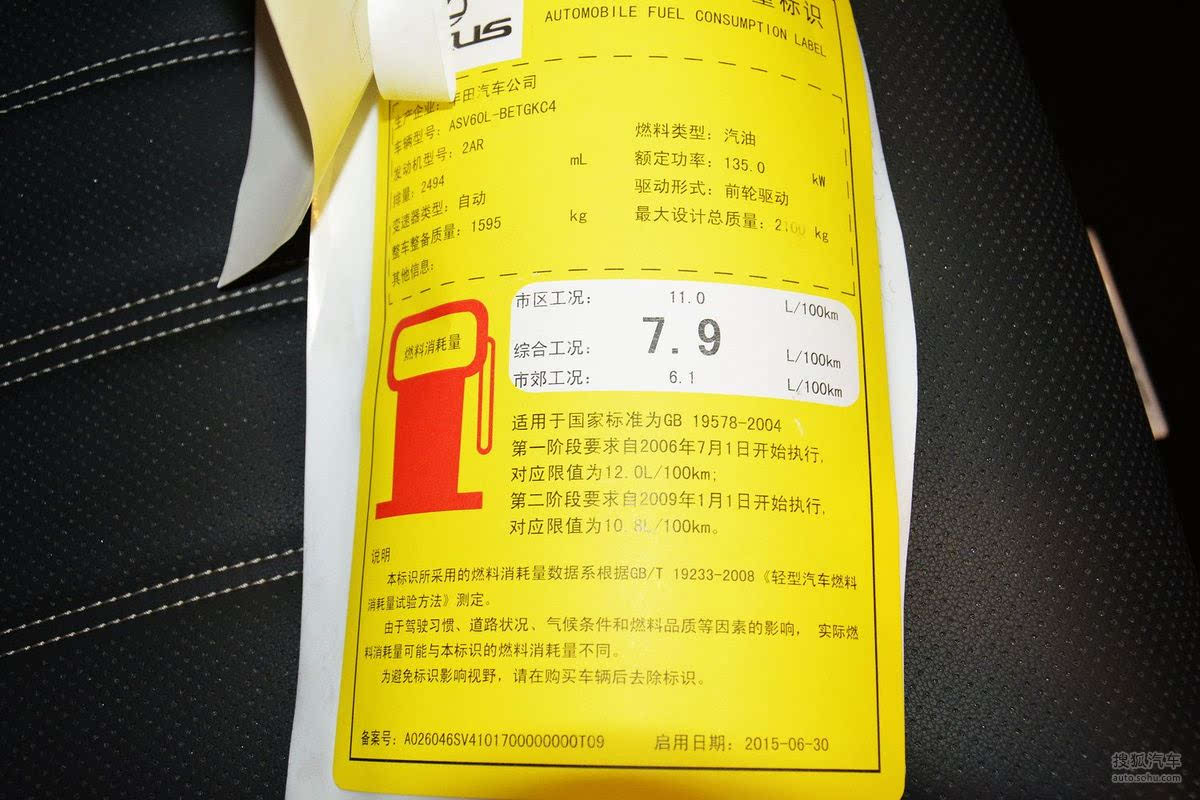 标识
AUTOMOBILE FUEL CONSUMPTION LABEL
生产企业: 丰田汽车公司
车辆型号: ASV60L-BETGKC4
发动机型号: 2AR
排量: 2494 mL
变速器类型: 自动
整车整备质量: 1595 kg
其他信息:
燃料类型: 汽油
额定功率: 135.0 kW
驱动形式: 前轮驱动
最大设计总质量: 2100 kg
燃料消耗量
市区工况: 11.0 L/100km
综合工况: 7.9 L/100km
市郊工况: 6.1 L/100km
适用于国家标准为GB 19578-2004
第一阶段要求自2006年7月1日开始执行,
对应限值为12.0L/100km;
第二阶段要求自2009年1月1日开始执行,
对应限值为10.8L/100km。
说明
本标识所采用的燃料消耗量数据系根据GB/T 19233-2008《轻型汽车燃料
消耗量试验方法》测定。
由于驾驶习惯、道路状况、气候条件和燃料品质等因素的影响, 实际燃
料消耗量可能与本标识的燃料消耗量不同。
为避免标识影响视野, 请在购买车辆后去除标识。
备案号: A026046SV4101700000000T09 启用日期: 2015-06-30
搜狐汽车
auto.sohu.com